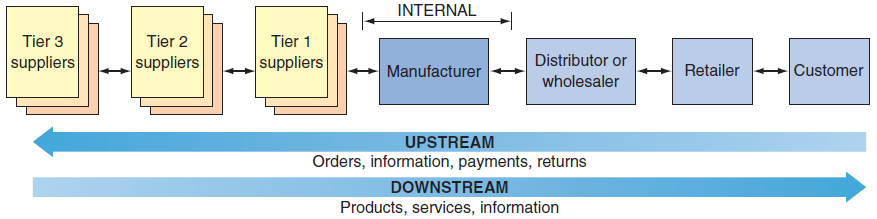 INTERNAL
Tier 3
suppliers
Tier 2
suppliers
Tier 1
suppliers
Manufacturer
Distributor or
wholesaler
Retailer
Customer
UPSTREAM
Orders, information, payments, returns
DOWNSTREAM
Products, services, information